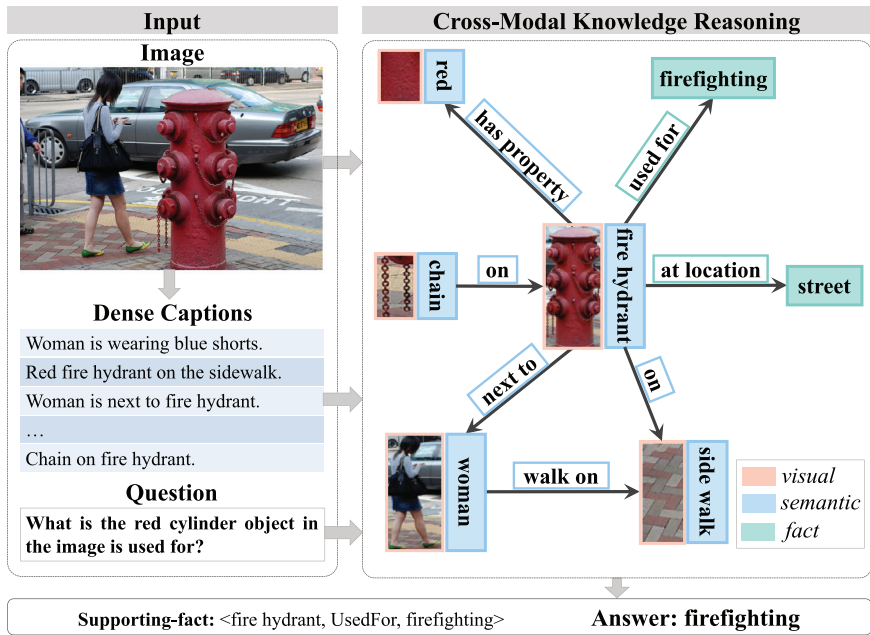 Input
Image
Dense Captions
Woman is wearing blue shorts.
Red fire hydrant on the sidewalk.
Woman is next to fire hydrant.
…
Chain on fire hydrant.
Question
What is the red cylinder object in
the image is used for?
Cross-Modal Knowledge Reasoning
red
firefighting
has property
used for
chain
on
fire hydrant
at location
street
next to
on
woman
walk on
side walk
visual
semantic
fact
Supporting-fact: <fire hydrant, UsedFor, firefighting>
Answer: firefighting